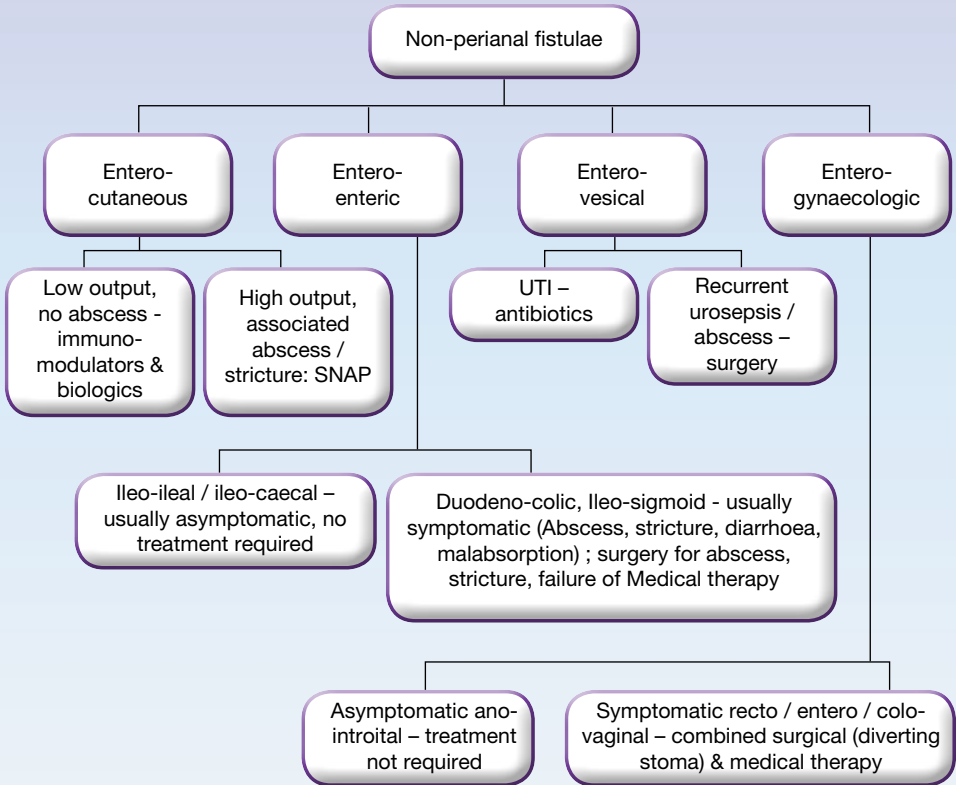 Non-perianal fistulae
Entero-
cutaneous
Entero-
enteric
Entero-
vesical
Entero-
gynaecologic
Low output,
no abscess -
immuno-
modulators &
biologics
High output,
associated
abscess /
stricture: SNAP
UTI –
antibiotics
Recurrent
urosepsis /
abscess –
surgery
Ileo-ileal / ileo-caecal –
usually asymptomatic, no
treatment required
Duodeno-colic, Ileo-sigmoid - usually
symptomatic (Abscess, stricture, diarrhoea,
malabsorption) ; surgery for abscess,
stricture, failure of Medical therapy
Asymptomatic ano-
introital – treatment
not required
Symptomatic recto / entero / colo-
vaginal – combined surgical (diverting
stoma) & medical therapy